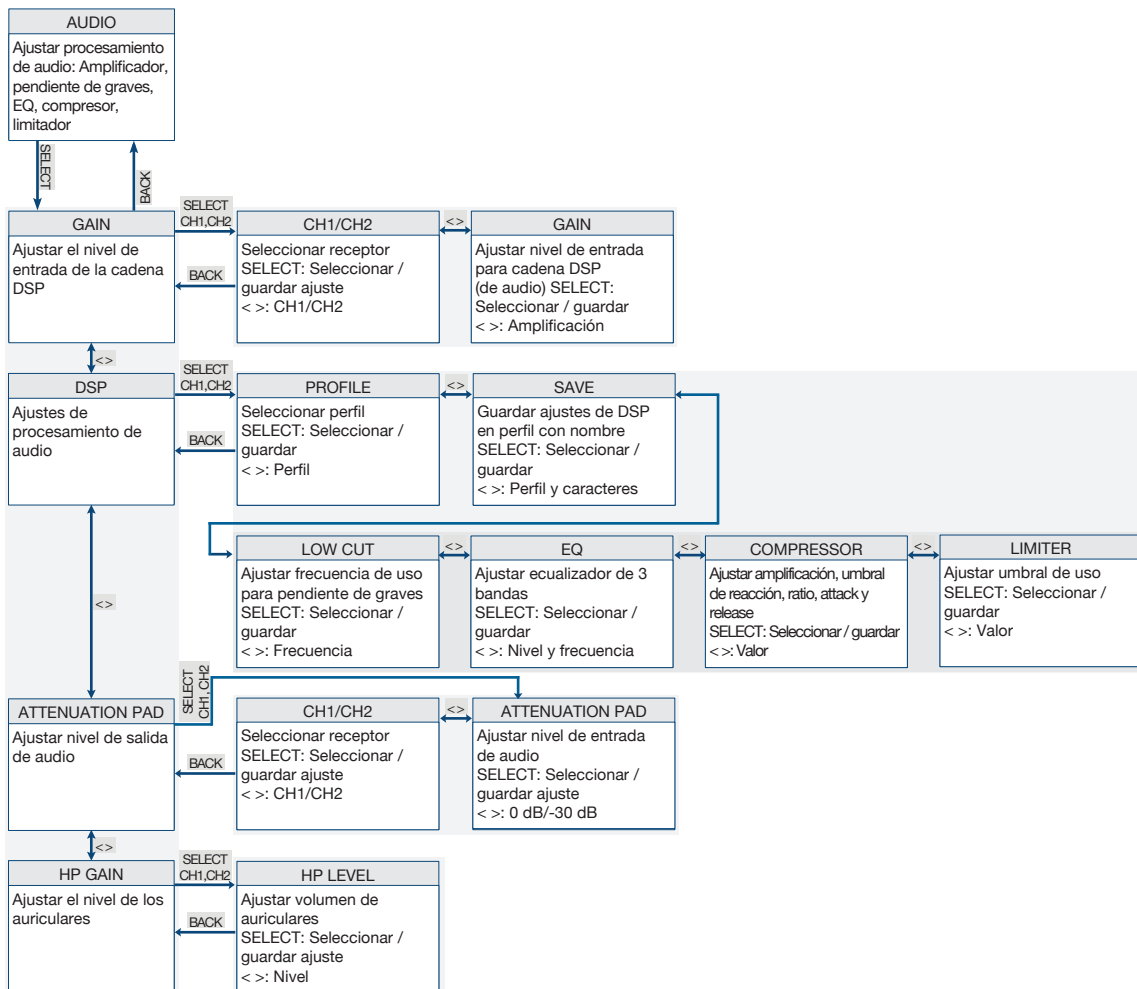 AUDIO
Ajustar procesamiento
de audio: Amplificador,
pendiente de graves,
EQ, compresor,
limitador
SELECT
BACK
GAIN
Ajustar el nivel de
entrada de la cadena
DSP
SELECT
CH1,CH2
BACK
CH1/CH2
Seleccionar receptor
SELECT: Seleccionar /
guardar ajuste
< >: CH1/CH2
< >
GAIN
Ajustar nivel de entrada
para cadena DSP
(de audio) SELECT:
Seleccionar / guardar
< >: Amplificación
< >
DSP
Ajustes de
procesamiento de
audio
SELECT
CH1,CH2
BACK
PROFILE
Seleccionar perfil
SELECT: Seleccionar /
guardar
< >: Perfil
< >
SAVE
Guardar ajustes de DSP
en perfil con nombre
SELECT: Seleccionar /
guardar
< >: Perfil y caracteres
LOW CUT
Ajustar frecuencia de uso
para pendiente de graves
SELECT: Seleccionar /
guardar
< >: Frecuencia
< >
EQ
Ajustar ecualizador de 3
bandas
SELECT: Seleccionar /
guardar
< >: Nivel y frecuencia
< >
COMPRESSOR
Ajustar amplificación, umbral
de reacción, ratio, attack y
release
SELECT: Seleccionar / guardar
< >: Valor
< >
LIMITER
Ajustar umbral de uso
SELECT: Seleccionar /
guardar
< >: Valor
< >
ATTENUATION PAD
Ajustar nivel de salida
de audio
SELECT
CH1, CH2
BACK
CH1/CH2
Seleccionar receptor
SELECT: Seleccionar /
guardar ajuste
< >: CH1/CH2
< >
ATTENUATION PAD
Ajustar nivel de entrada
de audio
SELECT: Seleccionar /
guardar ajuste
< >: 0 dB/-30 dB
< >
HP GAIN
Ajustar el nivel de los
auriculares
SELECT
CH1,CH2
BACK
HP LEVEL
Ajustar volumen de
auriculares
SELECT: Seleccionar /
guardar ajuste
< >: Nivel